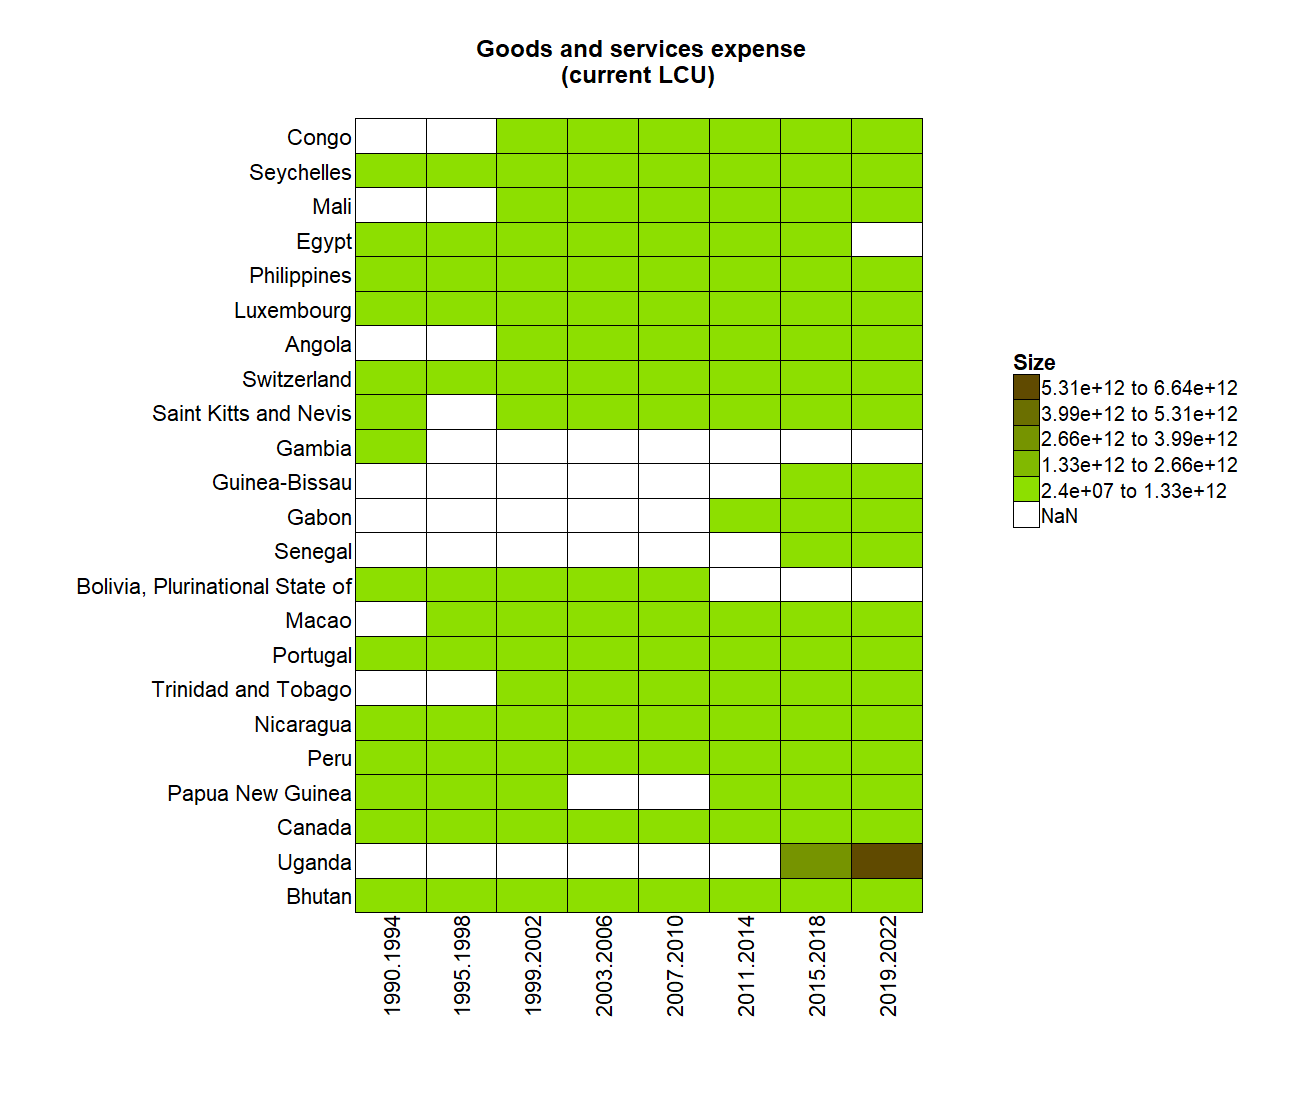 Goods and services expense
(current LCU)
Congo
Seychelles
Mali
Egypt
Philippines
Luxembourg
Angola
Switzerland
Saint Kitts and Nevis
Gambia
Guinea-Bissau
Gabon
Senegal
Bolivia, Plurinational State of
Macao
Portugal
Trinidad and Tobago
Nicaragua
Peru
Papua New Guinea
Canada
Uganda
Bhutan
1990.1994
1995.1998
1999.2002
2003.2006
2007.2010
2011.2014
2015.2018
2019.2022
Size
5.31e+12 to 6.64e+12
3.99e+12 to 5.31e+12
2.66e+12 to 3.99e+12
1.33e+12 to 2.66e+12
2.4e+07 to 1.33e+12
NaN